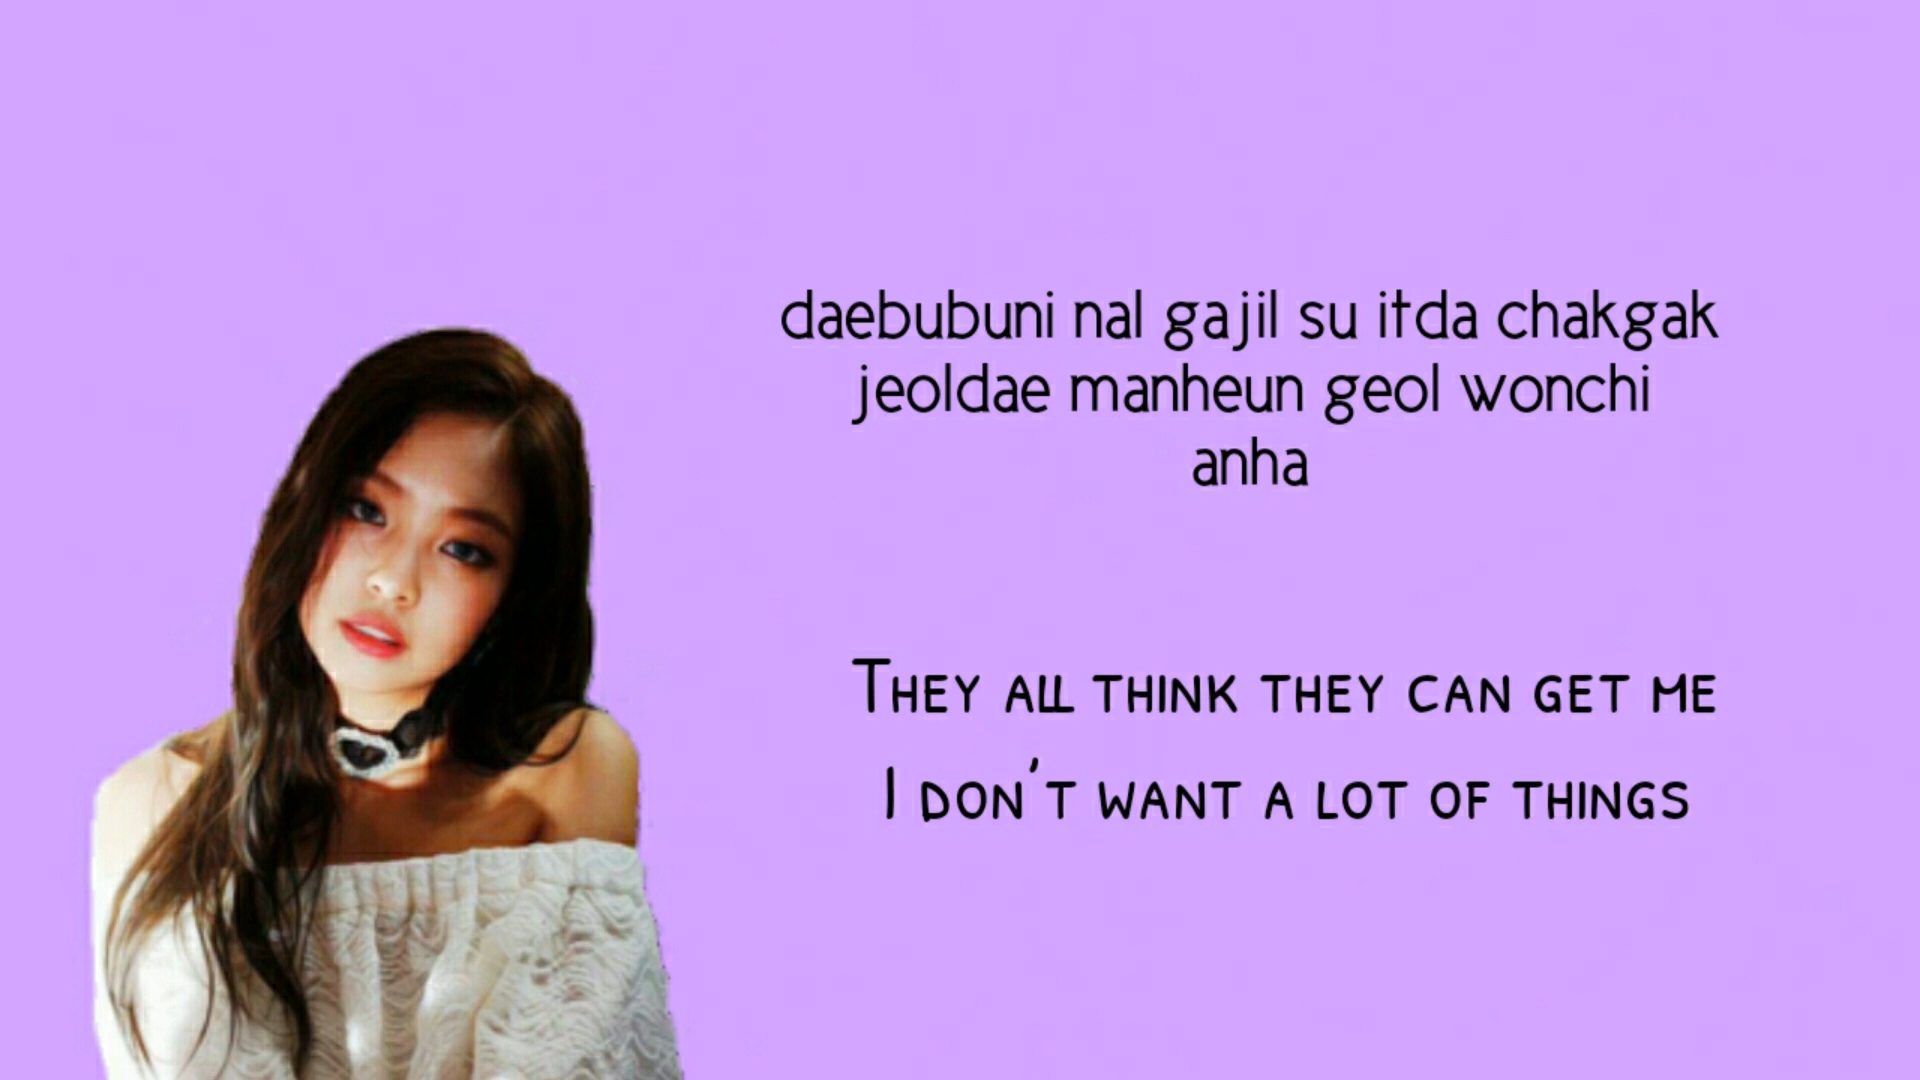 daebubuni nal gajil su itda chakgak
jeoldae manheun geol wonchi
anha
They all think they can get me
I don't want a lot of things